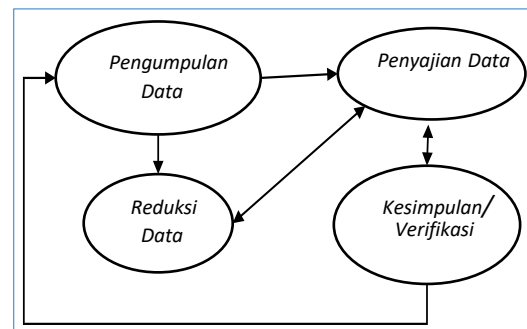 Pengumpulan
Data
Penyajian Data
Reduksi
Data
Kesimpulan/
Verifikasi